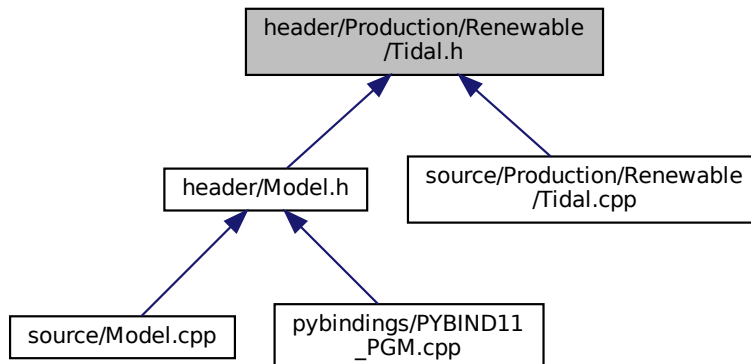 header/Production/Renewable
/Tidal.h
header/Model.h
source/Production/Renewable
/Tidal.cpp
source/Model.cpp
pybindings/PYBIND11
_PGM.cpp